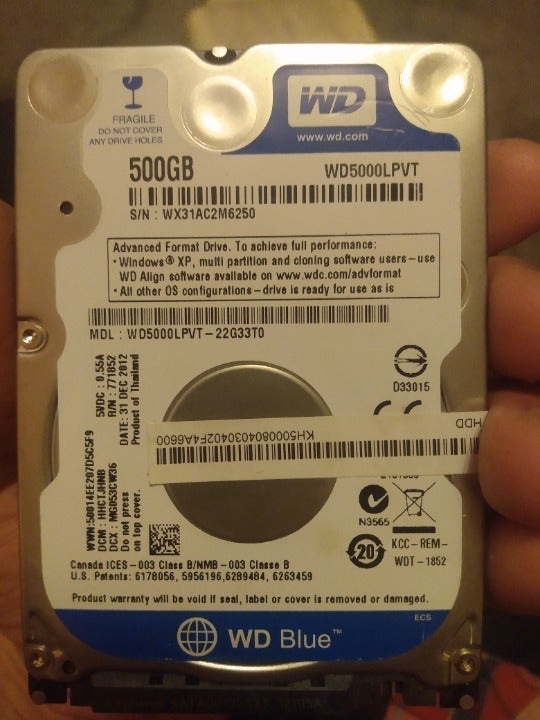 FRAGILE
DO NOT COVER
ANY DRIVE HOLES
WD
www.wd.com
500GB
WD5000LPVT
S/N : WX31AC2M6250
Advanced Format Drive. To achieve full performance:
• Windows® XP, multi partition and cloning software users – use
WD Align software available on www.wdc.com/advformat
• All other OS configurations – drive is ready for use as is
MDL : WD5000LPVT-22G33T0
5VDC : 0.55A
R/N : 771852
DATE: 31 DEC 2012
Product of Thailand
WWN:50014EE207D5C5F9
DCM : HHCTJHNB
DCX : MG053CW36
Do not press
on top cover.
D33015
HDD
KH50008040304O2F4A6600
N3565
20
KCC-REM-
WDT-1852
Canada ICES-003 Class B/NMB-003 Classe B
U.S. Patents: 6178056, 5956196,6289484, 6263459
Product warranty will be void if seal, label or cover is removed or damaged.
ECS
WD Blue™